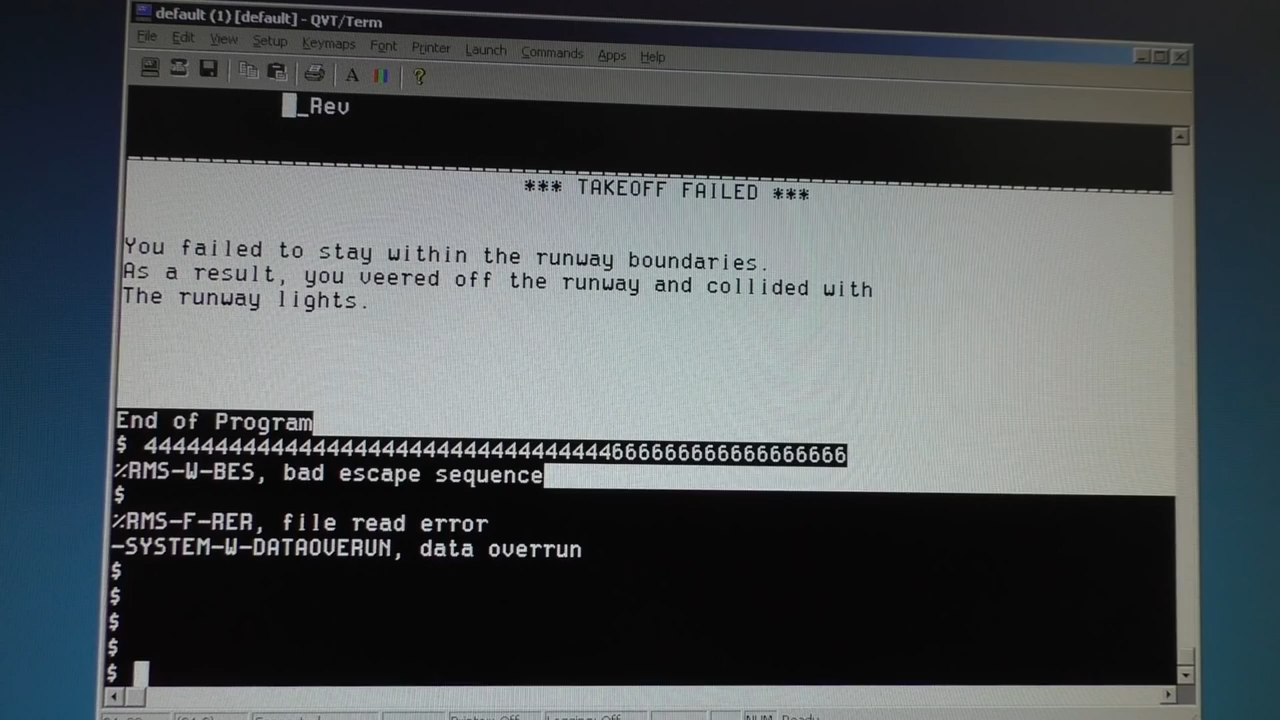 default (1) [default] - QVT/Term
File Edit View Setup Keymaps Font Printer Launch Commands Apps Help
_Rev
*** TAKEOFF FAILED ***
You failed to stay within the runway boundaries.
As a result, you veered off the runway and collided with
The runway lights.
End of Program
$ 444444444444444444444444444444444466666666666666666
%RMS-W-BES, bad escape sequence
$
%RMS-F-RER, file read error
-SYSTEM-W-DATAOVERUN, data overrun
$
$
$
$
$
NUM Ready